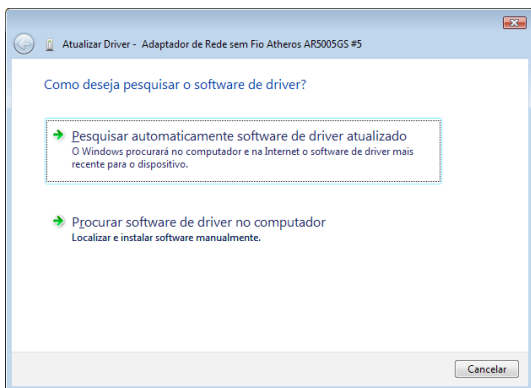 Atualizar Driver - Adaptador de Rede sem Fio Atheros AR5005GS #5
Como deseja pesquisar o software de driver?
Pesquisar automaticamente software de driver atualizado
O Windows procurará no computador e na Internet o software de driver mais
recente para o dispositivo.
Procurar software de driver no computador
Localizar e instalar software manualmente.
Cancelar